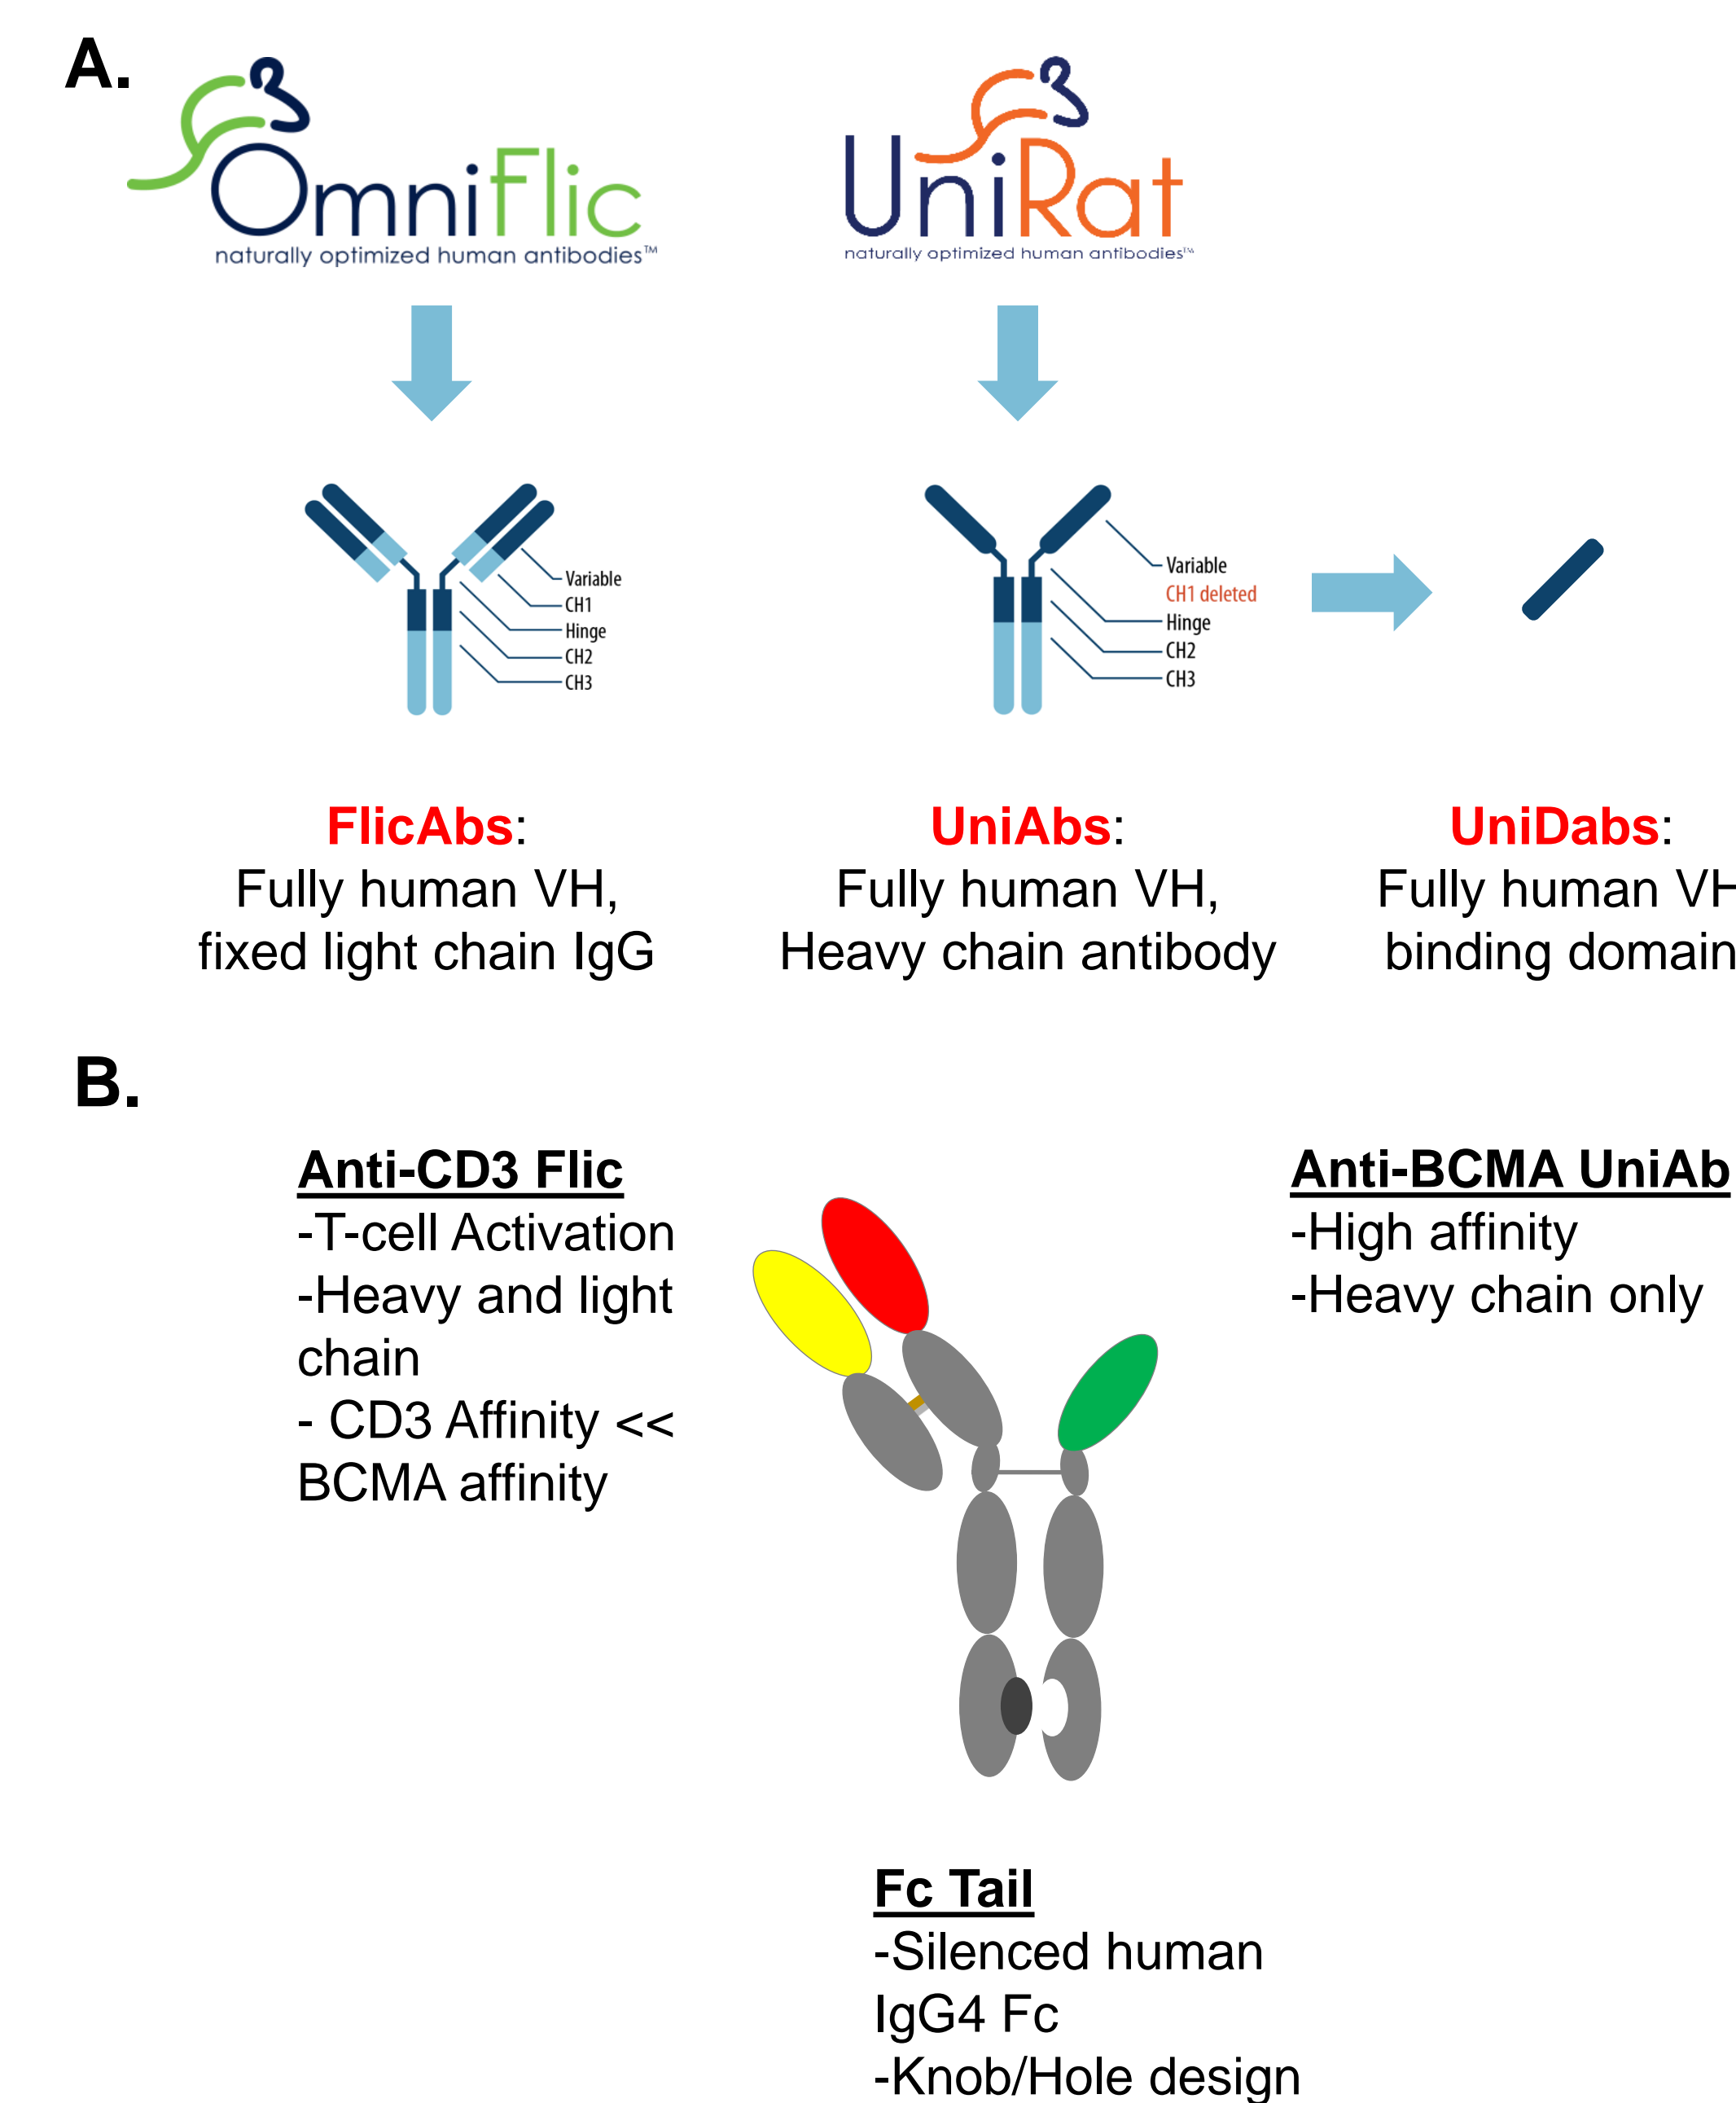 A.
OmniFlic
naturally optimized human antibodies™
UniRat
naturally optimized human antibodies™
Variable
CH1
Hinge
CH2
CH3
Variable
CH1 deleted
Hinge
CH2
CH3
FlicAbs:
Fully human VH,
fixed light chain IgG
UniAbs:
Fully human VH,
Heavy chain antibody
UniDabs:
Fully human VH
binding domain
B.
Anti-CD3 Flic
-T-cell Activation
-Heavy and light
chain
- CD3 Affinity <<
BCMA affinity
Anti-BCMA UniAb
-High affinity
-Heavy chain only
Fc Tail
-Silenced human
IgG4 Fc
-Knob/Hole design